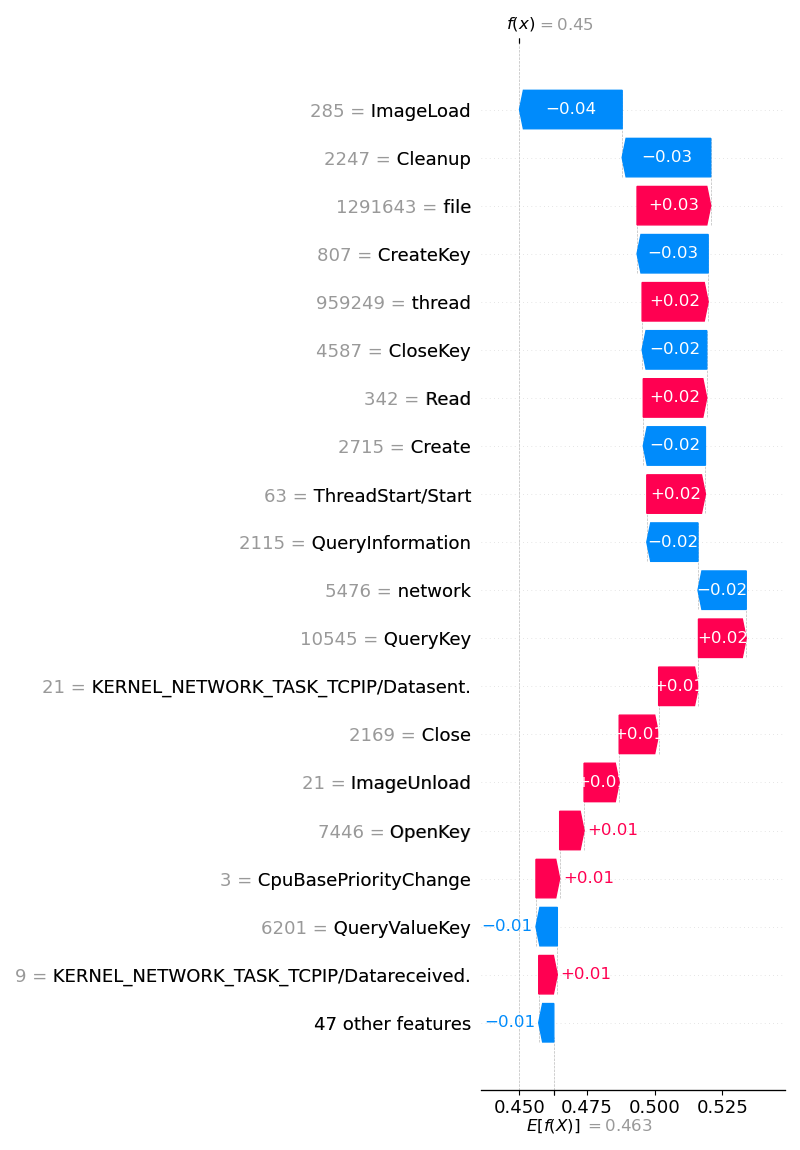 f(x) = 0.45
285 = ImageLoad −0.04
2247 = Cleanup −0.03
1291643 = file +0.03
807 = CreateKey −0.03
959249 = thread +0.02
4587 = CloseKey −0.02
342 = Read +0.02
2715 = Create −0.02
63 = ThreadStart/Start +0.02
2115 = QueryInformation −0.02
5476 = network −0.02
10545 = QueryKey +0.02
21 = KERNEL_NETWORK_TASK_TCPIP/Datasent. +0.01
2169 = Close +0.01
21 = ImageUnload +0.0
7446 = OpenKey +0.01
3 = CpuBasePriorityChange +0.01
6201 = QueryValueKey −0.01
9 = KERNEL_NETWORK_TASK_TCPIP/Datareceived. +0.01
47 other features −0.01
0.450 0.475 0.500 0.525
E[f(X)] = 0.463